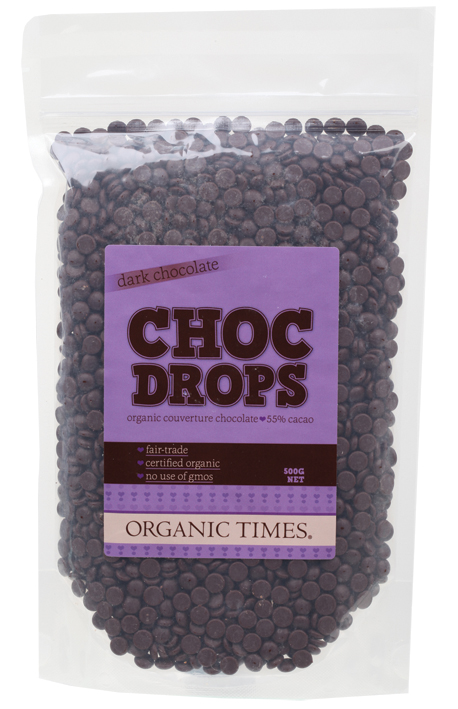 dark chocolate
CHOC
DROPS
organic couverture chocolate ♥ 55% cacao
♥ fair-trade
♥ certified organic
♥ no use of gmos
500G
NET
ORGANIC TIMES®